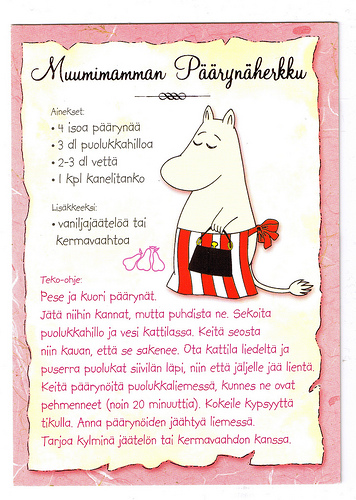 Muumimamman Päärynäherkku
Ainekset:
• 4 isoa päärynää
• 3 dl puolukkahilloa
• 2-3 dl vettä
• 1 kpl kanelitanko
Lisäkkeeksi:
• vaniljajäätelöä tai
kermavaahtoa
Teko-ohje:
Pese ja kuori päärynät.
Jätä niihin kannat, mutta puhdista ne. Sekoita
puolukkahillo ja vesi kattilassa. Keitä seosta
niin kauan, että se sakenee. Ota kattila liedeltä ja
puserra puolukat siivilän läpi, niin että jäljelle jää lientä.
Keitä päärynöitä puolukkaliemessä, kunnes ne ovat
pehmenneet (noin 20 minuuttia). Kokeile kypsyyttä
tikulla. Anna päärynöiden jäähtyä liemessä.
Tarjoa kylminä jäätelön tai kermavaahdon kanssa.